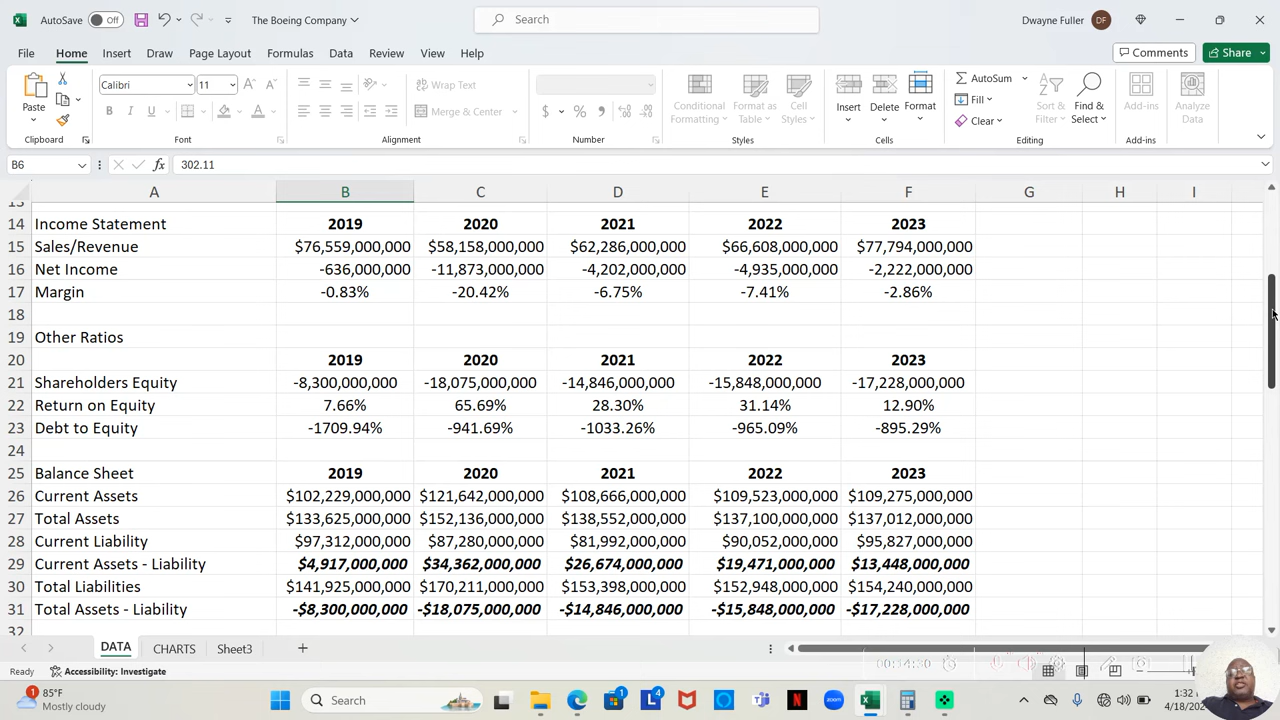 AutoSave Off The Boeing Company Search Dwayne Fuller DF
File Home Insert Draw Page Layout Formulas Data Review View Help Comments Share
Paste Calibri 11 Wrap Text Conditional Formatting Format as Table Cell Styles Insert Delete Format AutoSum Sort & Filter Find & Select Add-ins Analyze Data
B I U Merge & Center $ % Fill
Clear
Clipboard Font Alignment Number Styles Cells Editing Add-ins
B6 fx 302.11
A B C D E F G H I
14 Income Statement 2019 2020 2021 2022 2023
15 Sales/Revenue $76,559,000,000 $58,158,000,000 $62,286,000,000 $66,608,000,000 $77,794,000,000
16 Net Income -636,000,000 -11,873,000,000 -4,202,000,000 -4,935,000,000 -2,222,000,000
17 Margin -0.83% -20.42% -6.75% -7.41% -2.86%
18
19 Other Ratios
20 2019 2020 2021 2022 2023
21 Shareholders Equity -8,300,000,000 -18,075,000,000 -14,846,000,000 -15,848,000,000 -17,228,000,000
22 Return on Equity 7.66% 65.69% 28.30% 31.14% 12.90%
23 Debt to Equity -1709.94% -941.69% -1033.26% -965.09% -895.29%
24
25 Balance Sheet 2019 2020 2021 2022 2023
26 Current Assets $102,229,000,000 $121,642,000,000 $108,666,000,000 $109,523,000,000 $109,275,000,000
27 Total Assets $133,625,000,000 $152,136,000,000 $138,552,000,000 $137,100,000,000 $137,012,000,000
28 Current Liability $97,312,000,000 $87,280,000,000 $81,992,000,000 $90,052,000,000 $95,827,000,000
29 Current Assets - Liability $4,917,000,000 $34,362,000,000 $26,674,000,000 $19,471,000,000 $13,448,000,000
30 Total Liabilities $141,925,000,000 $170,211,000,000 $153,398,000,000 $152,948,000,000 $154,240,000,000
31 Total Assets - Liability -$8,300,000,000 -$18,075,000,000 -$14,846,000,000 -$15,848,000,000 -$17,228,000,000
DATA CHARTS Sheet3
Ready Accessibility: Investigate 00:14:30
1 85°F Search 1 4 N zoom 1:32
Mostly cloudy 4/18/